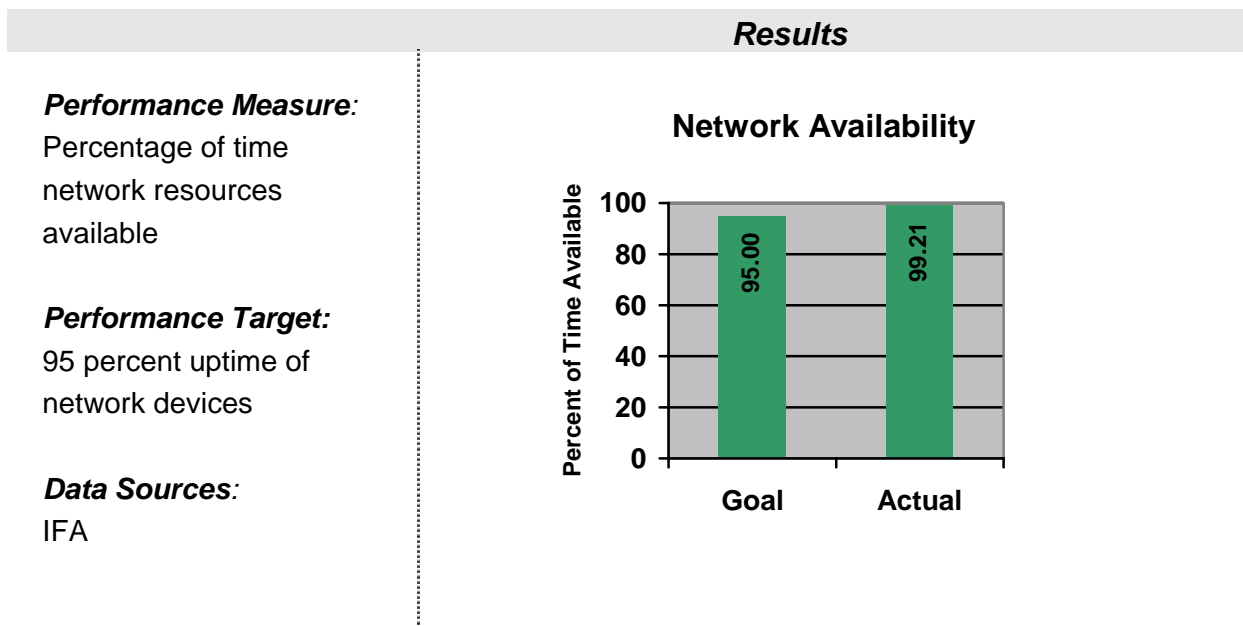 Results
Performance Measure:
Percentage of time
network resources
available
Performance Target:
95 percent uptime of
network devices
Data Sources:
IFA
Network Availability
Percent of Time Available
100
80
60
40
20
0
95.00
99.21
Goal
Actual